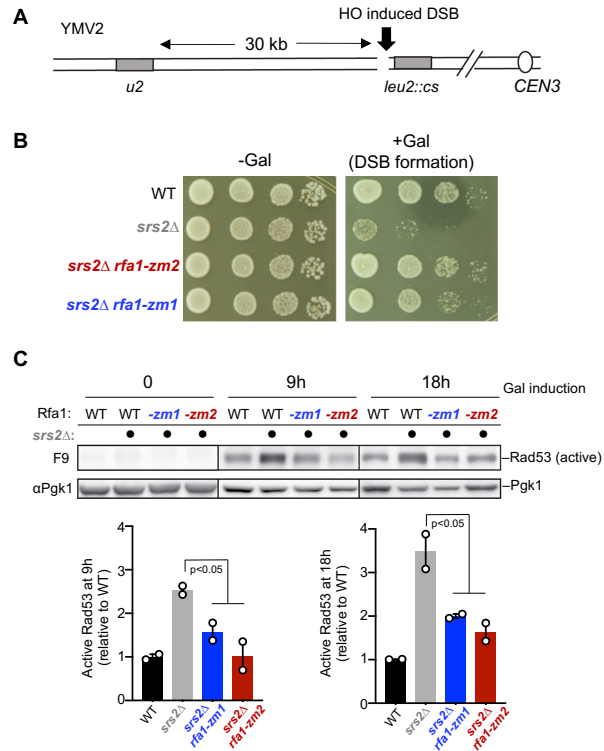 A
YMV2
HO induced DSB
30 kb
u2
leu2::cs
CEN3
B
-Gal
+Gal
(DSB formation)
WT
srs2Δ
srs2Δ rfa1-zm2
srs2Δ rfa1-zm1
C
0 9h 18h Gal induction
Rfa1: WT WT -zm1 -zm2 WT WT -zm1 -zm2 WT WT -zm1 -zm2
srs2Δ: • • • • • • • • •
F9 –Rad53 (active)
αPgk1 –Pgk1
Active Rad53 at 9h
(relative to WT)
4
3
2
1
0
p<0.05
WT
srs2Δ
srs2Δ
rfa1-zm1
srs2Δ
rfa1-zm2
Active Rad53 at 18h
(relative to WT)
4
3
2
1
0
p<0.05
WT
srs2Δ
srs2Δ
rfa1-zm1
srs2Δ
rfa1-zm2